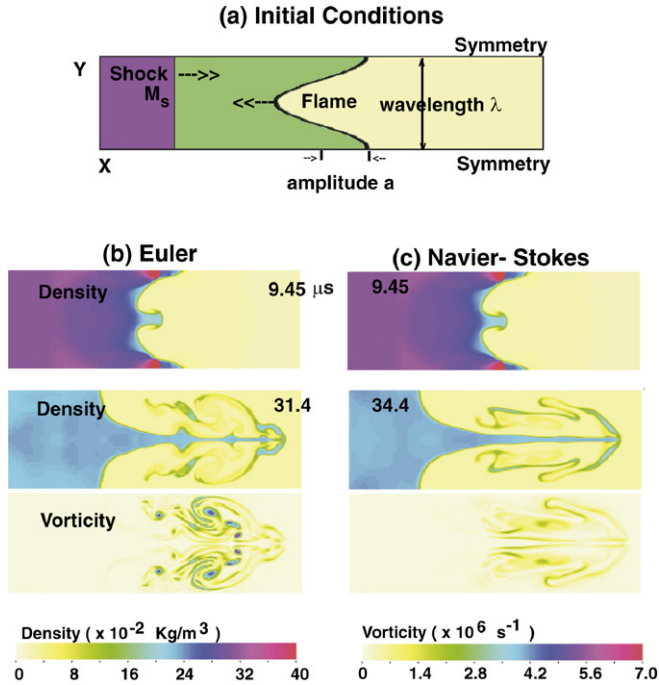 (a) Initial Conditions
Symmetry
Y
Shock --->>
Ms
<<--- Flame
wavelength λ
X
-->
<--
Symmetry
amplitude a
(b) Euler
(c) Navier- Stokes
Density
9.45 μs
9.45
Density
31.4
34.4
Vorticity
Density ( x 10-2 Kg/m3 )
0 8 16 24 32 40
Vorticity ( x 106 s-1 )
0 1.4 2.8 4.2 5.6 7.0